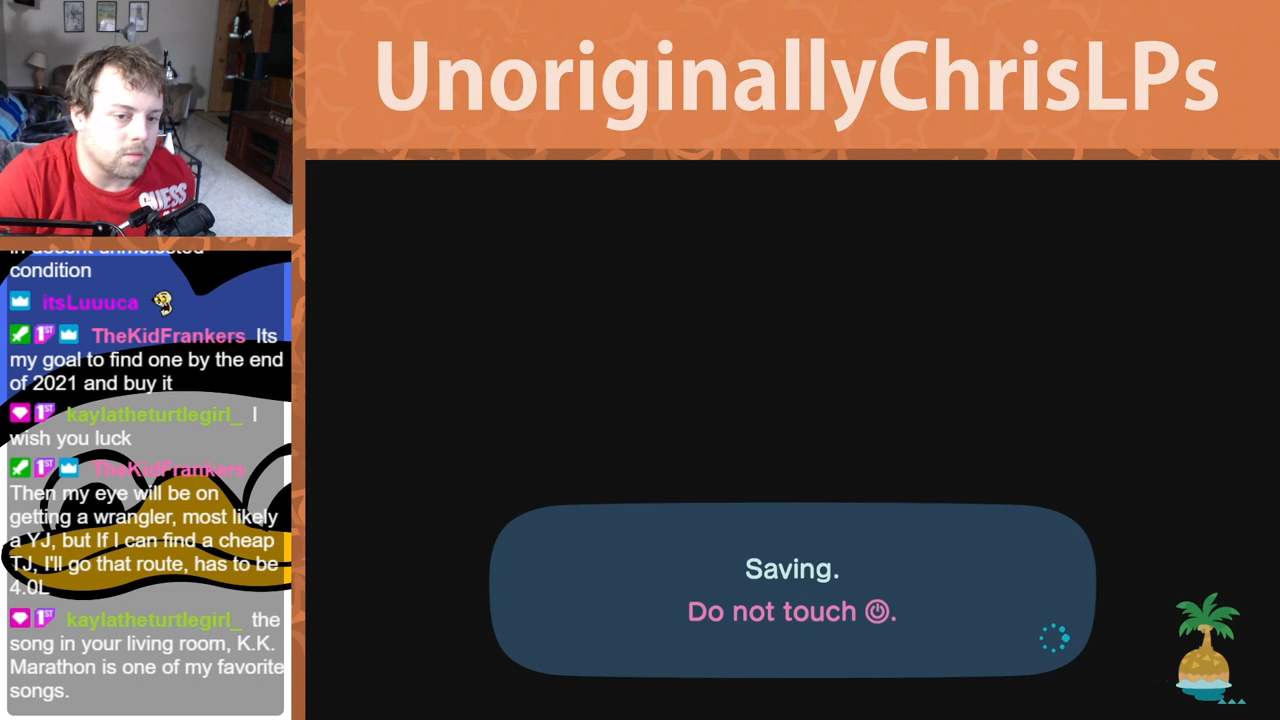 UnoriginallyChrisLPs
GUESS
condition
itsLuuuca
TheKidFrankers Its
my goal to find one by the end
of 2021 and buy it
kaylatheturtlegirl_ I
wish you luck
TheKidFrankers
Then my eye will be on
getting a wrangler, most likely
a YJ, but If I can find a cheap
TJ, I'll go that route, has to be
4.0L
kaylatheturtlegirl_ the
song in your living room, K.K.
Marathon is one of my favorite
songs.
Saving.
Do not touch .